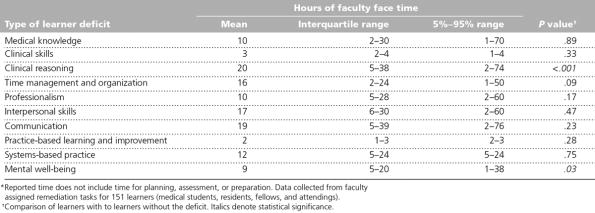 Hours of faculty face time
Type of learner deficit Mean Interquartile range 5%–95% range P value†
Medical knowledge 10 2–30 1–70 .89
Clinical skills 3 2–4 1–4 .33
Clinical reasoning 20 5–38 2–74 <.001
Time management and organization 16 2–24 1–50 .09
Professionalism 10 5–28 2–60 .17
Interpersonal skills 17 6–30 2–60 .47
Communication 19 5–39 2–76 .23
Practice-based learning and improvement 2 1–3 2–3 .28
Systems-based practice 12 5–24 5–24 .75
Mental well-being 9 5–20 1–38 .03
*Reported time does not include time for planning, assessment, or preparation. Data collected from faculty
assigned remediation tasks for 151 learners (medical students, residents, fellows, and attendings).
†Comparison of learners with to learners without the deficit. Italics denote statistical significance.